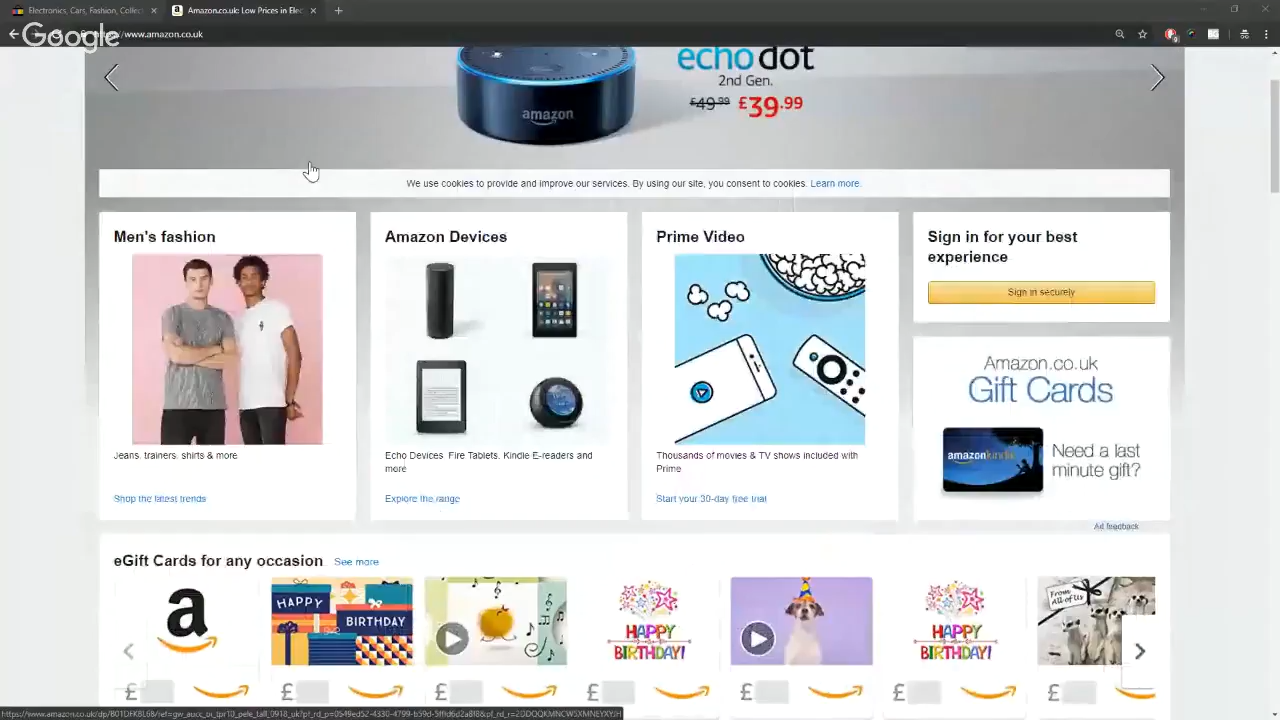 Electronics, Cars, Fashion, Collec
Amazon.co.uk: Low Prices in Elec
Google
www.amazon.co.uk
echo dot
2nd Gen.
£49.99 £39.99
amazon
We use cookies to provide and improve our services. By using our site, you consent to cookies. Learn more.
Men's fashion
Jeans, trainers, shirts & more
Shop the latest trends
Amazon Devices
Echo Devices, Fire Tablets, Kindle E-readers and
more
Explore the range
Prime Video
Thousands of movies & TV shows included with
Prime
Start your 30-day free trial
Sign in for your best
experience
Sign in securely
Amazon.co.uk
Gift Cards
amazonkindle
Need a last
minute gift?
Ad feedback
eGift Cards for any occasion See more
a
HAPPY
BIRTHDAY
HAPPY
BIRTHDAY!
HAPPY
BIRTHDAY!
From
All of Us
£ £ £ £ £ £ £